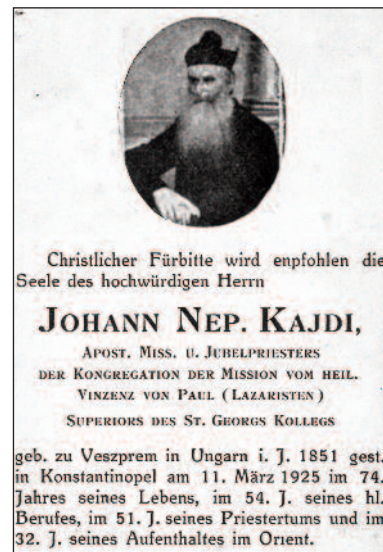 Christlicher Fürbitte wird enpfohlen die
Seele des hochwürdigen Herrn
JOHANN NEP. KAJDI,
APOST. MISS. U. JUBELPRIESTERS
DER KONGREGATION DER MISSION VOM HEIL.
VINZENZ VON PAUL (LAZARISTEN)
SUPERIORS DES ST. GEORGS KOLLEGS
geb. zu Veszprem in Ungarn i. J. 1851 gest.
in Konstantinopel am 11. März 1925 im 74.
Jahres seines Lebens, im 54. J. seines hl.
Berufes, im 51. J. seines Priestertums und im
32. J. seines Aufenthaltes im Orient.